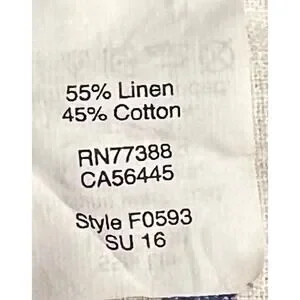 55% Linen
45% Cotton
RN77388
CA56445
Style F0593
SU 16